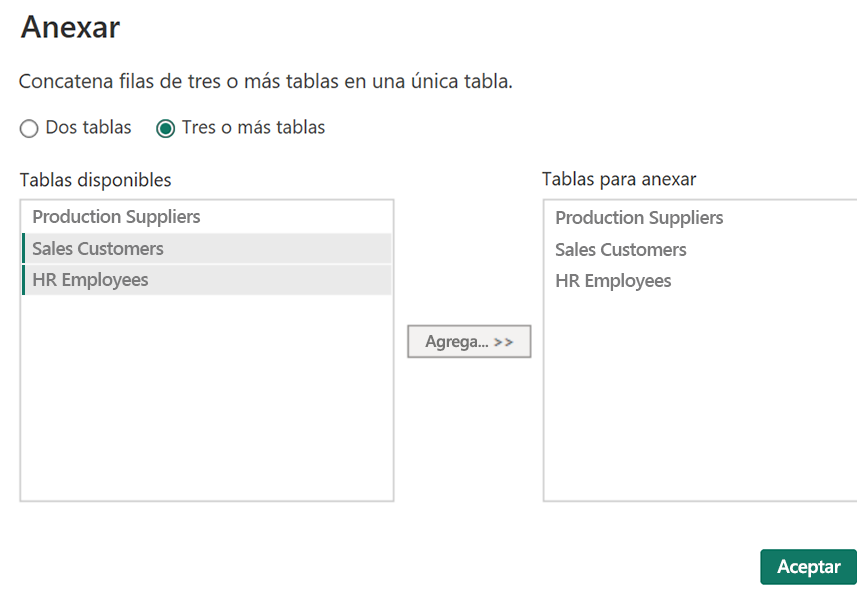 Anexar
Concatena filas de tres o más tablas en una única tabla.
Dos tablas Tres o más tablas
Tablas disponibles
Production Suppliers
Sales Customers
HR Employees
Agrega... >>
Tablas para anexar
Production Suppliers
Sales Customers
HR Employees
Aceptar